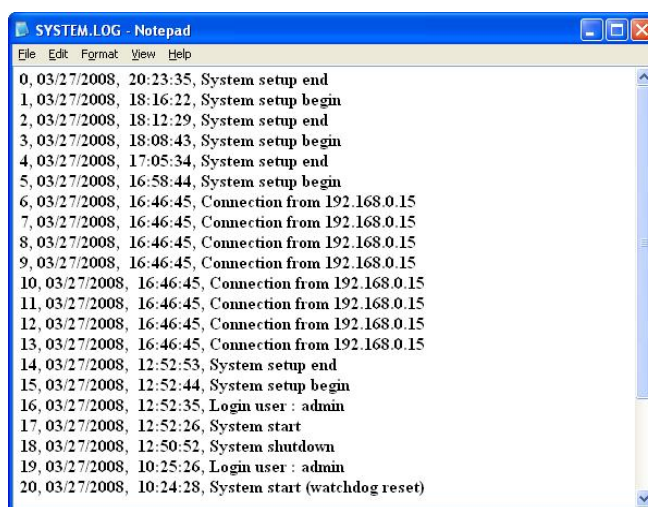 SYSTEM.LOG - Notepad
File Edit Format View Help
0, 03/27/2008, 20:23:35, System setup end
1, 03/27/2008, 18:16:22, System setup begin
2, 03/27/2008, 18:12:29, System setup end
3, 03/27/2008, 18:08:43, System setup begin
4, 03/27/2008, 17:05:34, System setup end
5, 03/27/2008, 16:58:44, System setup begin
6, 03/27/2008, 16:46:45, Connection from 192.168.0.15
7, 03/27/2008, 16:46:45, Connection from 192.168.0.15
8, 03/27/2008, 16:46:45, Connection from 192.168.0.15
9, 03/27/2008, 16:46:45, Connection from 192.168.0.15
10, 03/27/2008, 16:46:45, Connection from 192.168.0.15
11, 03/27/2008, 16:46:45, Connection from 192.168.0.15
12, 03/27/2008, 16:46:45, Connection from 192.168.0.15
13, 03/27/2008, 16:46:45, Connection from 192.168.0.15
14, 03/27/2008, 12:52:53, System setup end
15, 03/27/2008, 12:52:44, System setup begin
16, 03/27/2008, 12:52:35, Login user : admin
17, 03/27/2008, 12:52:26, System start
18, 03/27/2008, 12:50:52, System shutdown
19, 03/27/2008, 10:25:26, Login user : admin
20, 03/27/2008, 10:24:28, System start (watchdog reset)